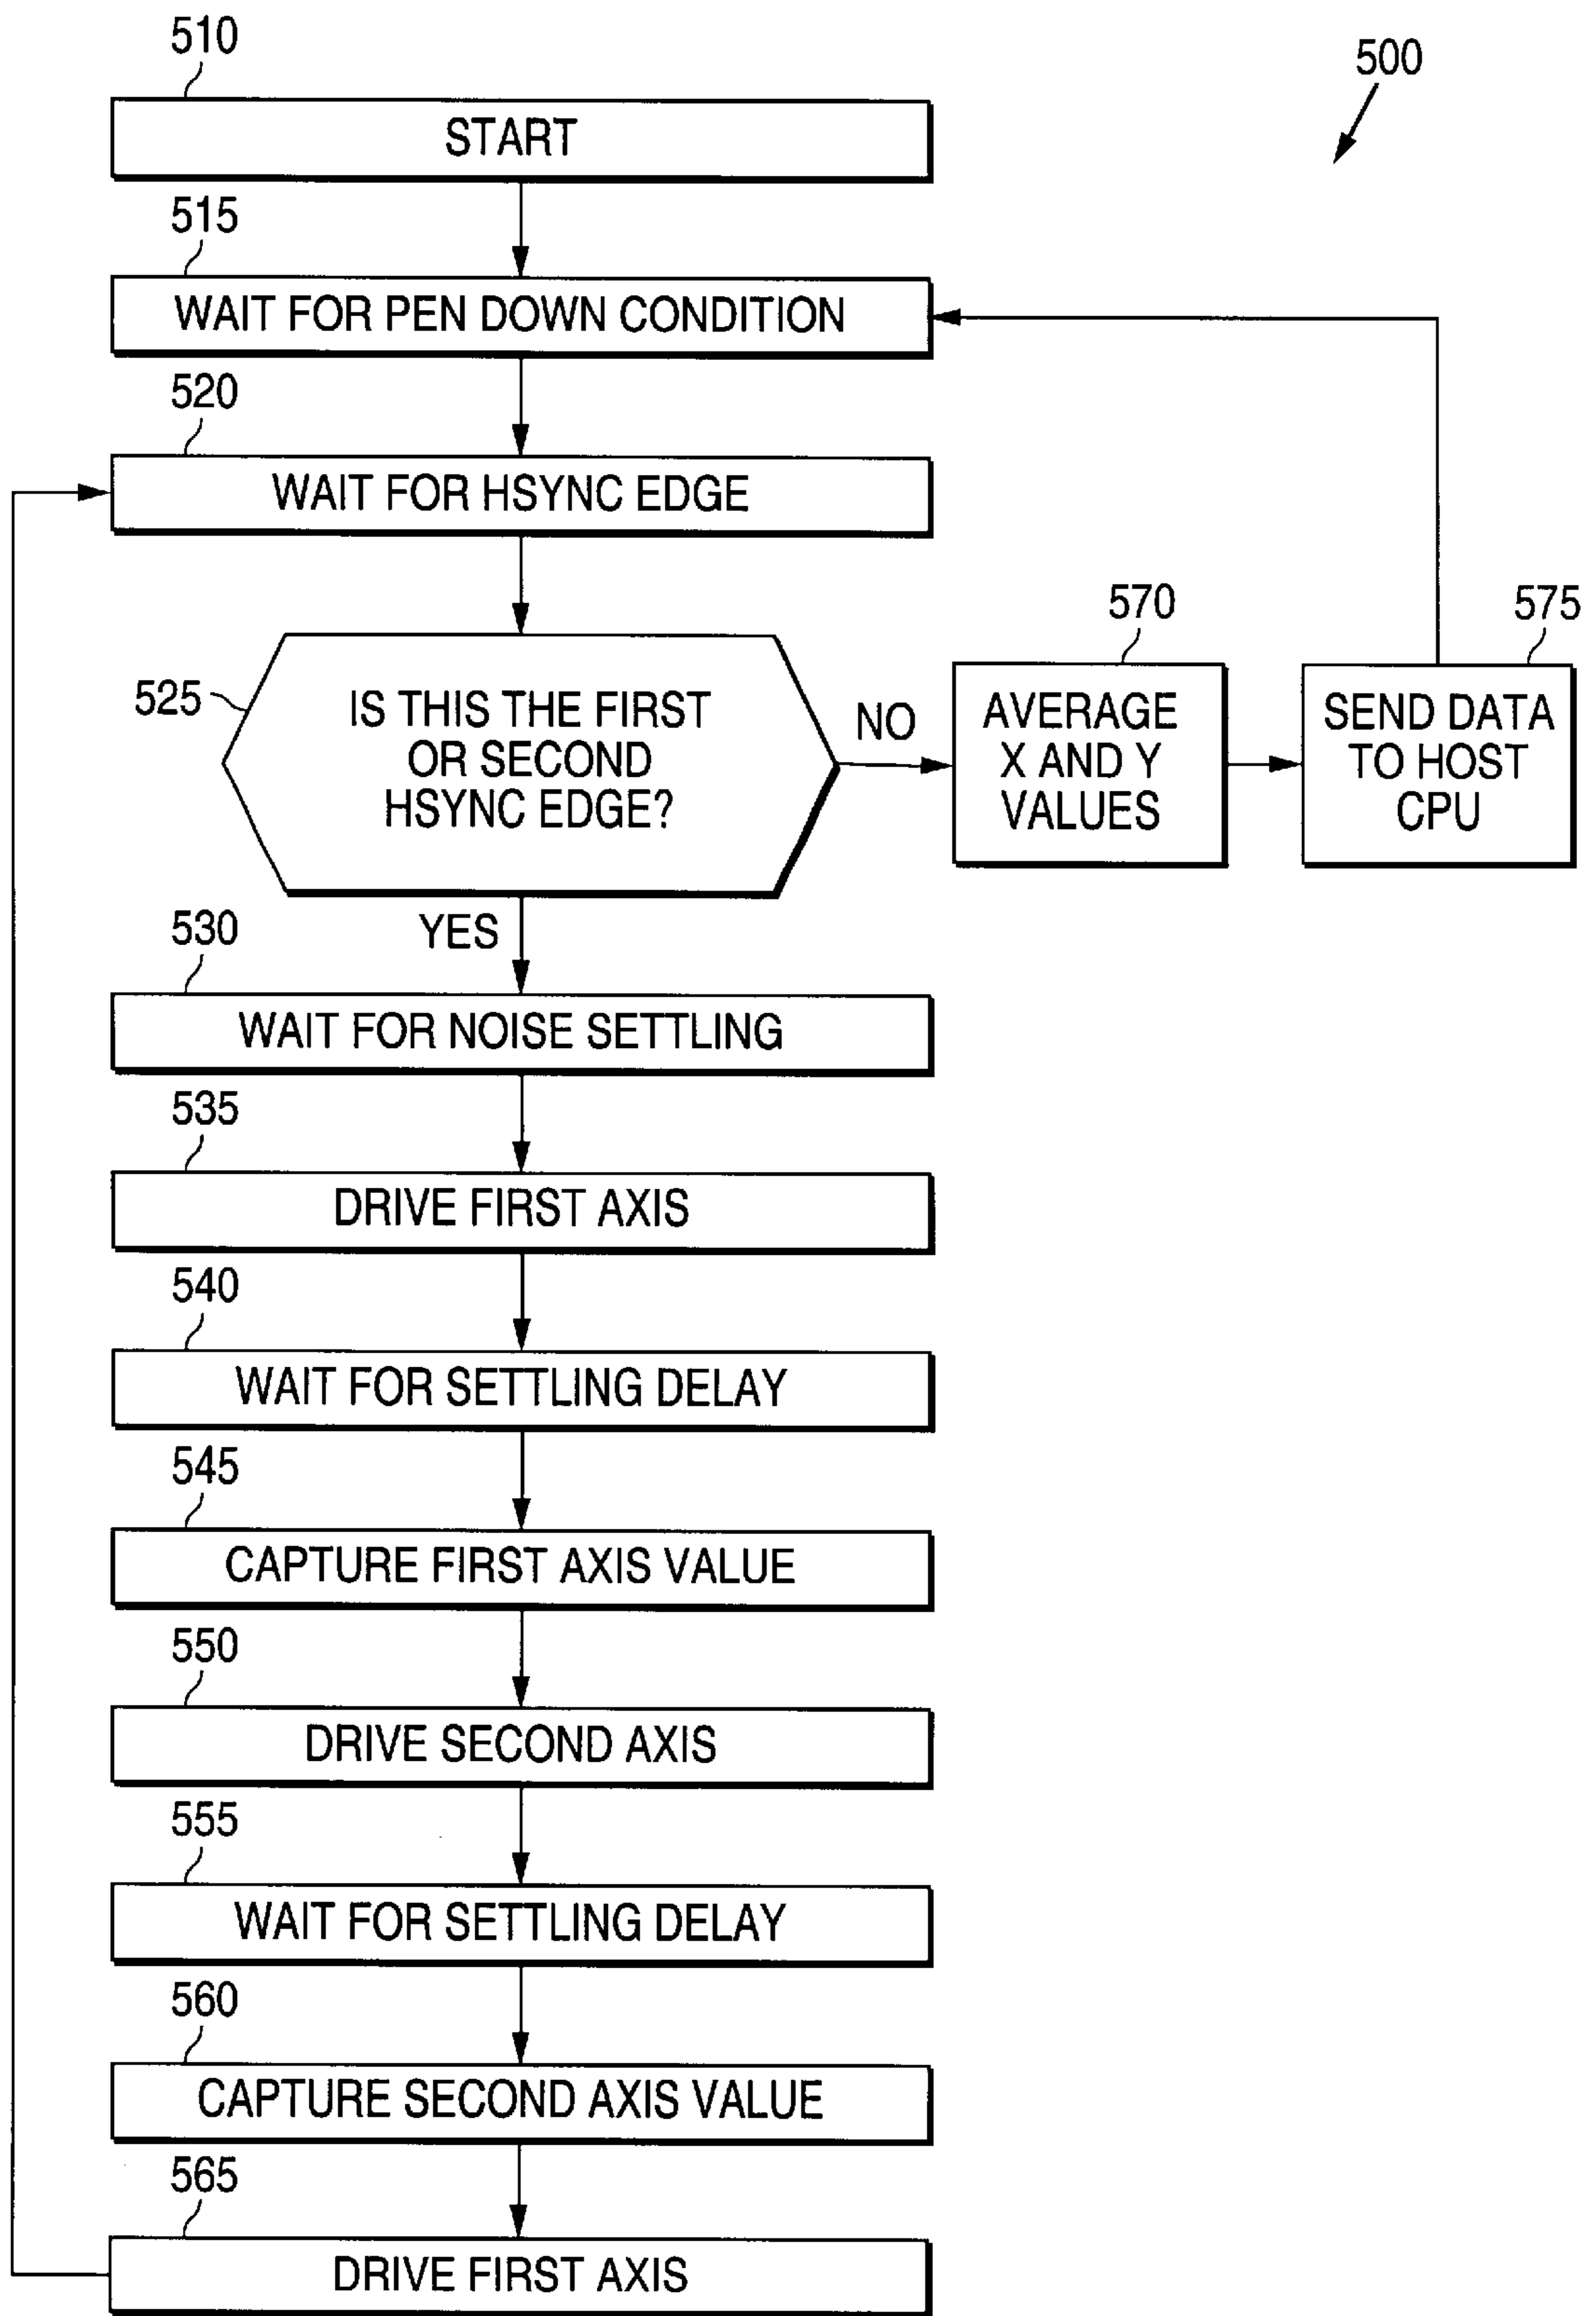 510
500
START
515
WAIT FOR PEN DOWN CONDITION
520
WAIT FOR HSYNC EDGE
525
IS THIS THE FIRST
OR SECOND
HSYNC EDGE?
NO
570
AVERAGE
X AND Y
VALUES
575
SEND DATA
TO HOST
CPU
YES
530
WAIT FOR NOISE SETTLING
535
DRIVE FIRST AXIS
540
WAIT FOR SETTLING DELAY
545
CAPTURE FIRST AXIS VALUE
550
DRIVE SECOND AXIS
555
WAIT FOR SETTLING DELAY
560
CAPTURE SECOND AXIS VALUE
565
DRIVE FIRST AXIS